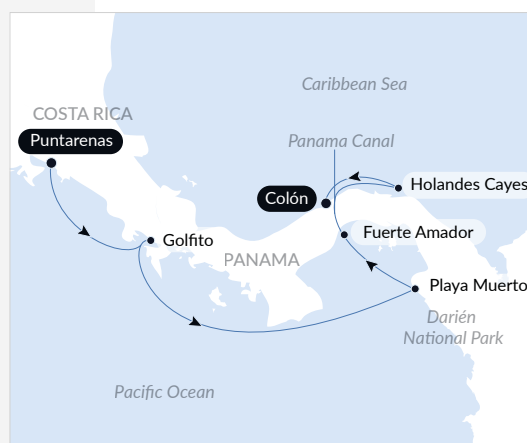 Caribbean Sea
COSTA RICA
Puntarenas
Panama Canal
Holandes Cayes
Colón
Fuerte Amador
Golfito
PANAMA
Playa Muerto
Darién
National Park
Pacific Ocean